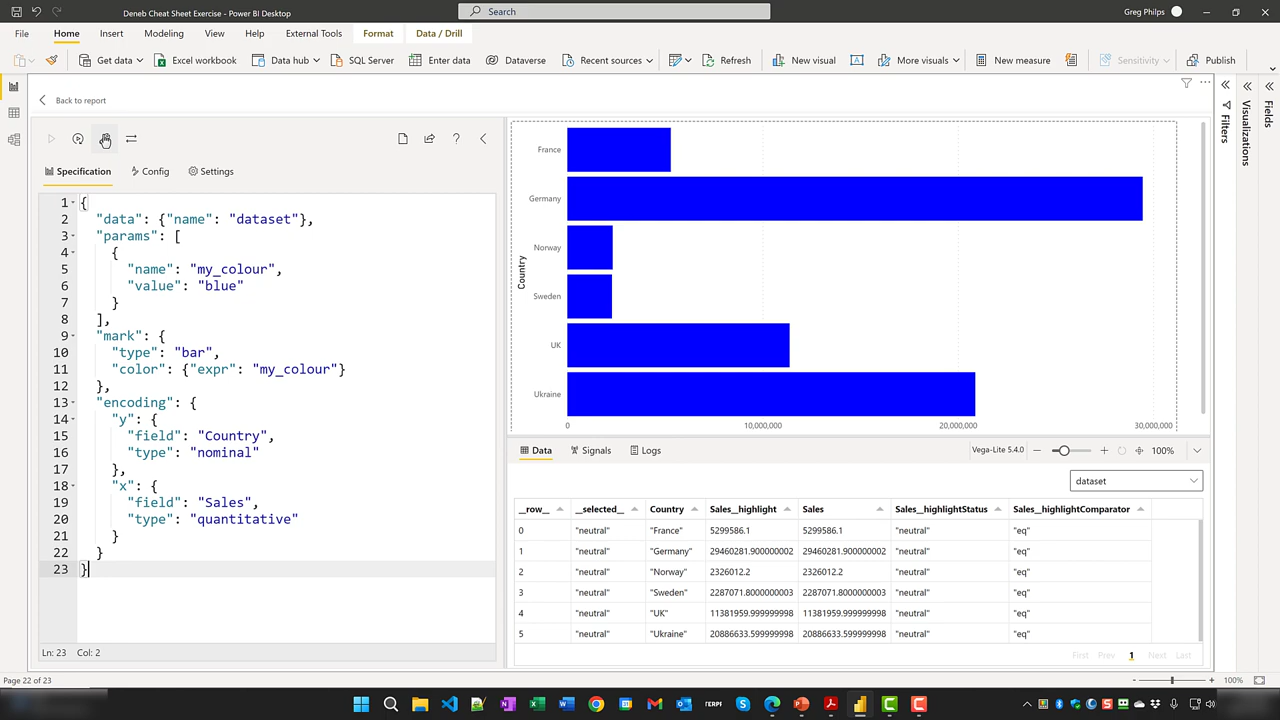 Deneb Cheat Sheet Exercise - Power BI Desktop
Search
Greg Philps
File Home Insert Modeling View Help External Tools Format Data / Drill
Get data Excel workbook Data hub SQL Server Enter data Dataverse Recent sources Refresh New visual More visuals New measure Sensitivity Publish
Back to report
Specification Config Settings
1 {
2 "data": {"name": "dataset"},
3 "params": [
4 {
5 "name": "my_colour",
6 "value": "blue"
7 }
8 ],
9 "mark": {
10 "type": "bar",
11 "color": {"expr": "my_colour"}
12 },
13 "encoding": {
14 "y": {
15 "field": "Country",
16 "type": "nominal"
17 },
18 "x": {
19 "field": "Sales",
20 "type": "quantitative"
21 }
22 }
23 }
Ln: 23 Col: 2
Country
France
Germany
Norway
Sweden
UK
Ukraine
0 10,000,000 20,000,000 30,000,000
Data Signals Logs
Vega-Lite 5.4.0 100%
dataset
__row__ __selected__ Country Sales__highlight Sales Sales__highlightStatus Sales__highlightComparator
0 "neutral" "France" 5299586.1 5299586.1 "neutral" "eq"
1 "neutral" "Germany" 29460281.900000002 29460281.900000002 "neutral" "eq"
2 "neutral" "Norway" 2326012.2 2326012.2 "neutral" "eq"
3 "neutral" "Sweden" 2287071.8000000003 2287071.8000000003 "neutral" "eq"
4 "neutral" "UK" 11381959.999999998 11381959.999999998 "neutral" "eq"
5 "neutral" "Ukraine" 20886633.599999998 20886633.599999998 "neutral" "eq"
First Prev 1 Next Last
Filters
Visualizations
Fields
Page 22 of 23
100%